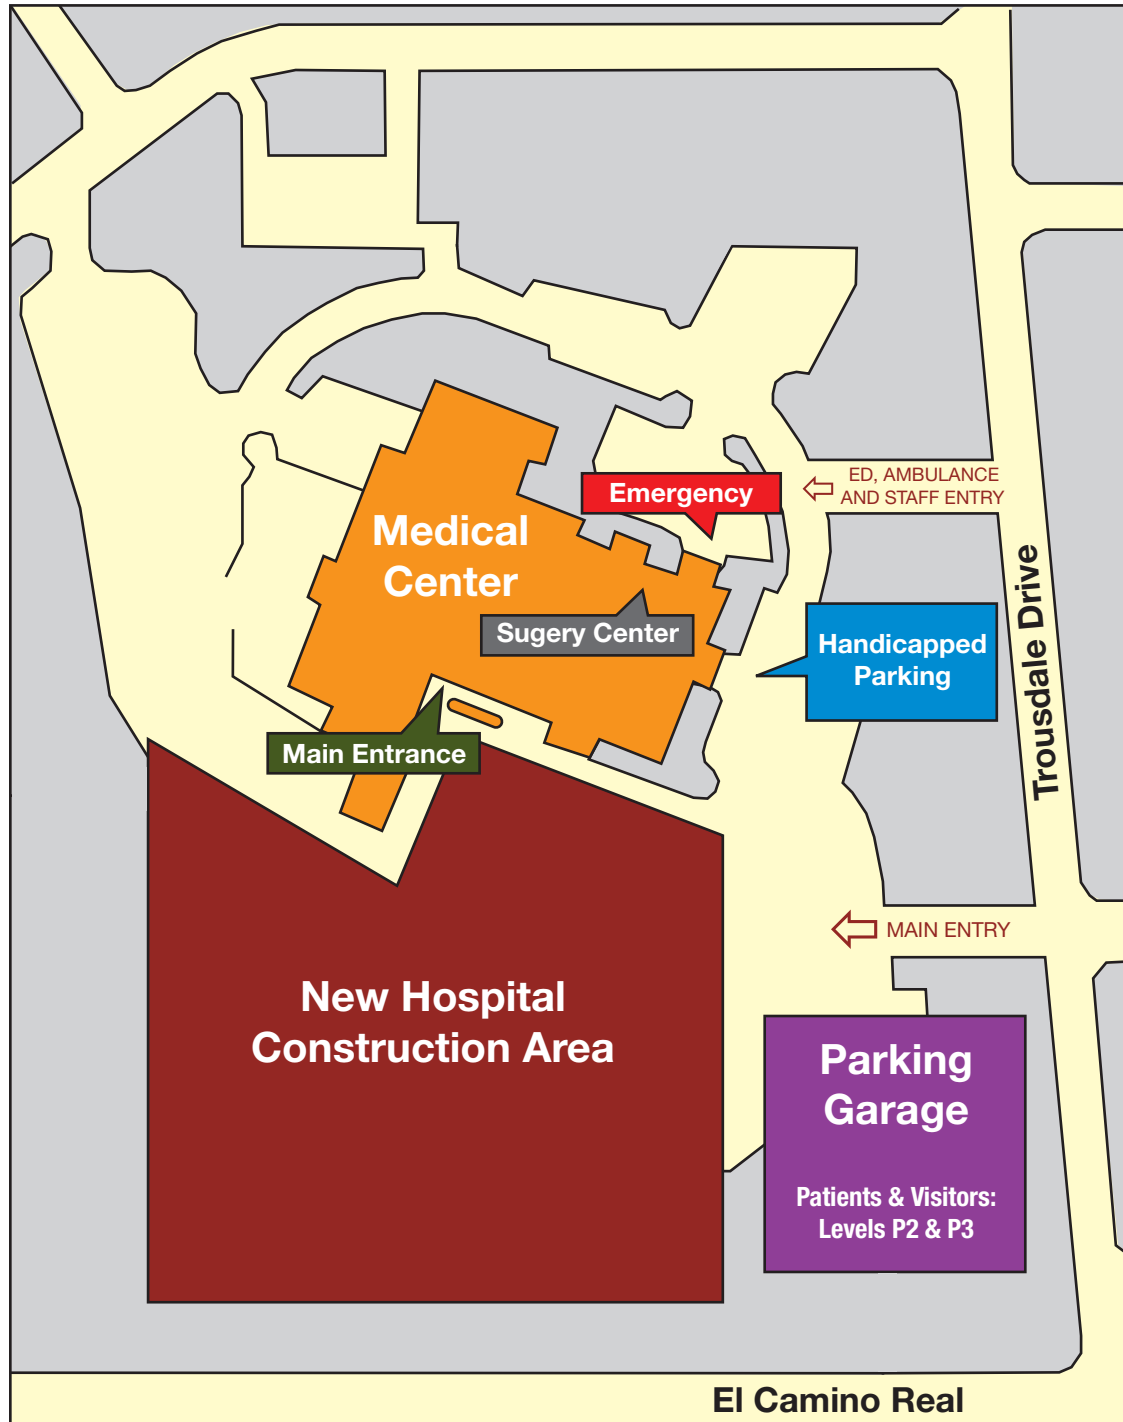 ED, AMBULANCE
AND STAFF ENTRY
Emergency
Medical
Center
Sugery Center
Handicapped
Parking
Trousdale Drive
Main Entrance
MAIN ENTRY
New Hospital
Construction Area
Parking
Garage
Patients & Visitors:
Levels P2 & P3
El Camino Real